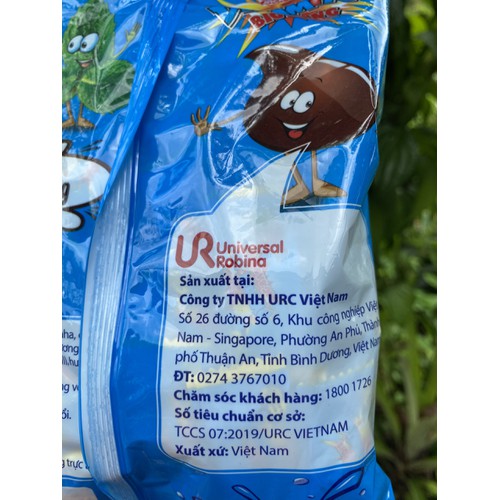 BIG
UR Universal
Robina
Sản xuất tại:
Công ty TNHH URC Việt Nam
Số 26 đường số 6, Khu công nghiệp Việt
Nam - Singapore, Phường An Phú, Thành
phố Thuận An, Tỉnh Bình Dương, Việt Nam
ĐT: 0274 3767010
Chăm sóc khách hàng: 1800 1726
Số tiêu chuẩn cơ sở:
TCCS 07:2019/URC VIETNAM
Xuất xứ: Việt Nam